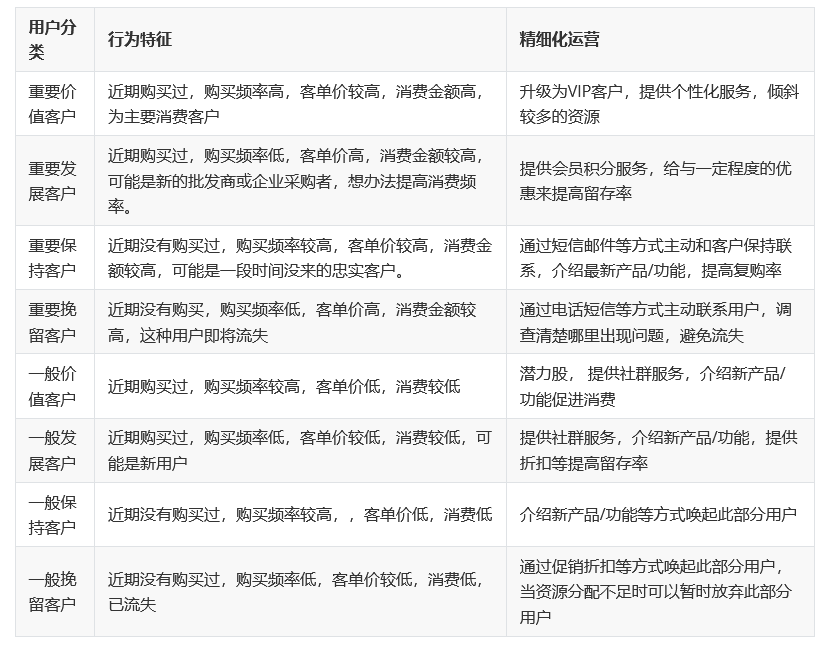 用户分
类
行为特征
精细化运营
重要价
值客户
近期购买过，购买频率高，客单价较高，消费金额高，
为主要消费客户
升级为VIP客户，提供个性化服务，倾斜
较多的资源
重要发
展客户
近期购买过，购买频率低，客单价高，消费金额较高，
可能是新的批发商或企业采购者，想办法提高消费频
率。
提供会员积分服务，给与一定程度的优
惠来提高留存率
重要保
持客户
近期没有购买过，购买频率较高，客单价较高，消费金
额较高，可能是一段时间没来的忠实客户。
通过短信邮件等方式主动和客户保持联
系，介绍最新产品/功能，提高复购率
重要挽
留客户
近期没有购买，购买频率低，客单价高，消费金额较
高，这种用户即将流失
通过电话短信等方式主动联系用户，调
查清楚哪里出现问题，避免流失
一般价
值客户
近期购买过，购买频率较高，客单价低，消费较低
潜力股， 提供社群服务，介绍新产品/
功能促进消费
一般发
展客户
近期购买过，购买频率低，客单价较低，消费较低，可
能是新用户
提供社群服务，介绍新产品/功能，提供
折扣等提高留存率
一般保
持客户
近期没有购买过，购买频率较高，，客单价低，消费低
介绍新产品/功能等方式唤起此部分用户
一般挽
留客户
近期没有购买过，购买频率低，客单价较低，消费低，
已流失
通过促销折扣等方式唤起此部分用户，
当资源分配不足时可以暂时放弃此部分
用户